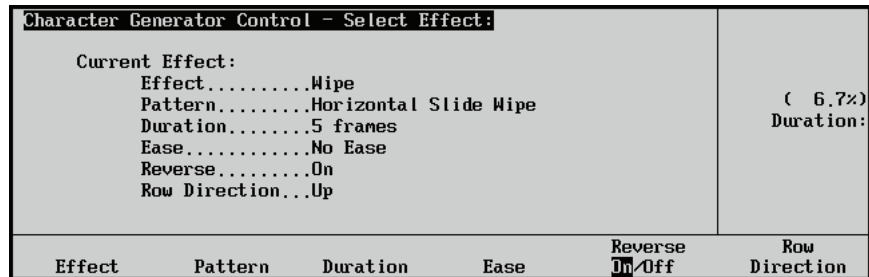 Character Generator Control - Select Effect:
Current Effect:
Effect..........Wipe
Pattern.........Horizontal Slide Wipe
Duration........5 frames
Ease............No Ease
Reverse.........On
Row Direction...Up
( 6.7%)
Duration:
Effect Pattern Duration Ease Reverse On/Off Row Direction